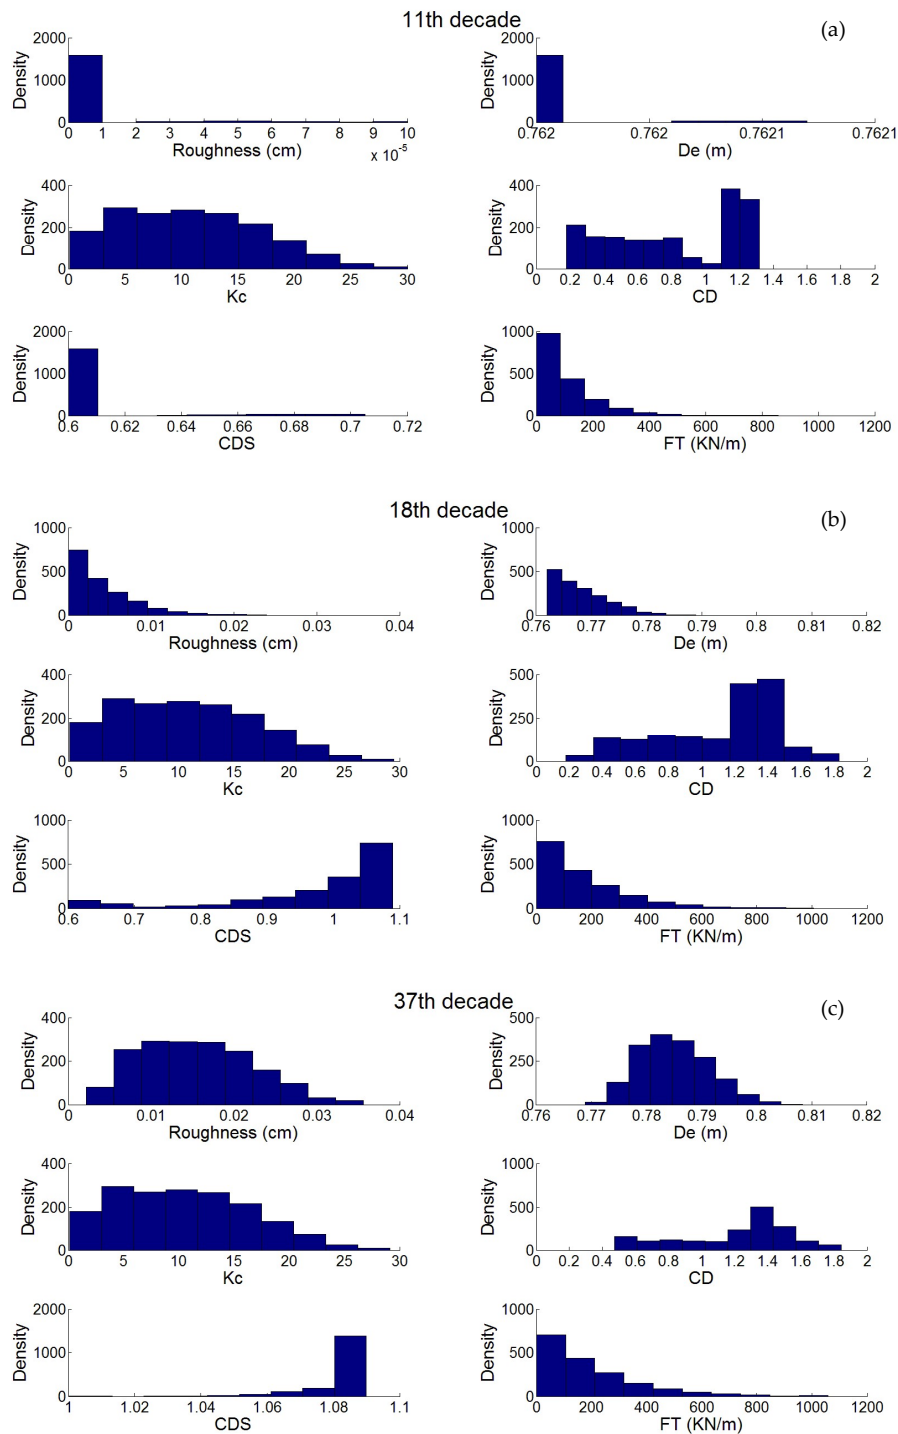 11th decade
(a)
Density
2000
1000
0
0 1 2 3 4 5 6 7 8 9 10
Roughness (cm)
x 10^-5
Density
2000
1000
0
0.762 0.762 0.7621 0.7621
De (m)
Density
400
200
0
0 5 10 15 20 25 30
Kc
Density
400
200
0
0 0.2 0.4 0.6 0.8 1 1.2 1.4 1.6 1.8 2
CD
Density
2000
1000
0
0.6 0.62 0.64 0.66 0.68 0.7 0.72
CDS
Density
1000
500
0
0 200 400 600 800 1000 1200
FT (KN/m)
18th decade
(b)
Density
1000
500
0
0 0.01 0.02 0.03 0.04
Roughness (cm)
Density
1000
500
0
0.76 0.77 0.78 0.79 0.8 0.81 0.82
De (m)
Density
400
200
0
0 5 10 15 20 25 30
Kc
Density
500
250
0
0 0.2 0.4 0.6 0.8 1 1.2 1.4 1.6 1.8 2
CD
Density
1000
500
0
0.6 0.7 0.8 0.9 1 1.1
CDS
Density
1000
500
0
0 200 400 600 800 1000 1200
FT (KN/m)
37th decade
(c)
Density
400
200
0
0 0.01 0.02 0.03 0.04
Roughness (cm)
Density
500
250
0
0.76 0.77 0.78 0.79 0.8 0.81 0.82
De (m)
Density
400
200
0
0 5 10 15 20 25 30
Kc
Density
1000
500
0
0 0.2 0.4 0.6 0.8 1 1.2 1.4 1.6 1.8 2
CD
Density
2000
1000
0
1 1.02 1.04 1.06 1.08 1.1
CDS
Density
1000
500
0
0 200 400 600 800 1000 1200
FT (KN/m)